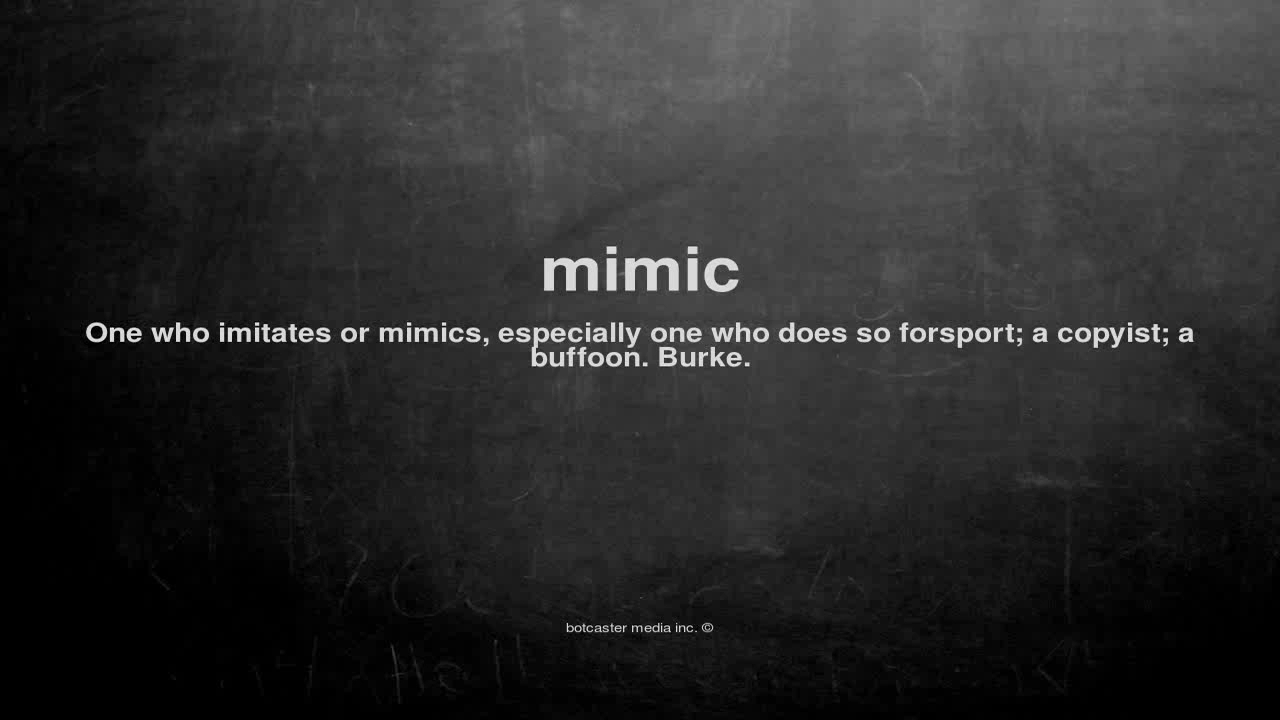 mimic
One who imitates or mimics, especially one who does so forsport; a copyist; a
buffoon. Burke.
botcaster media inc. ©